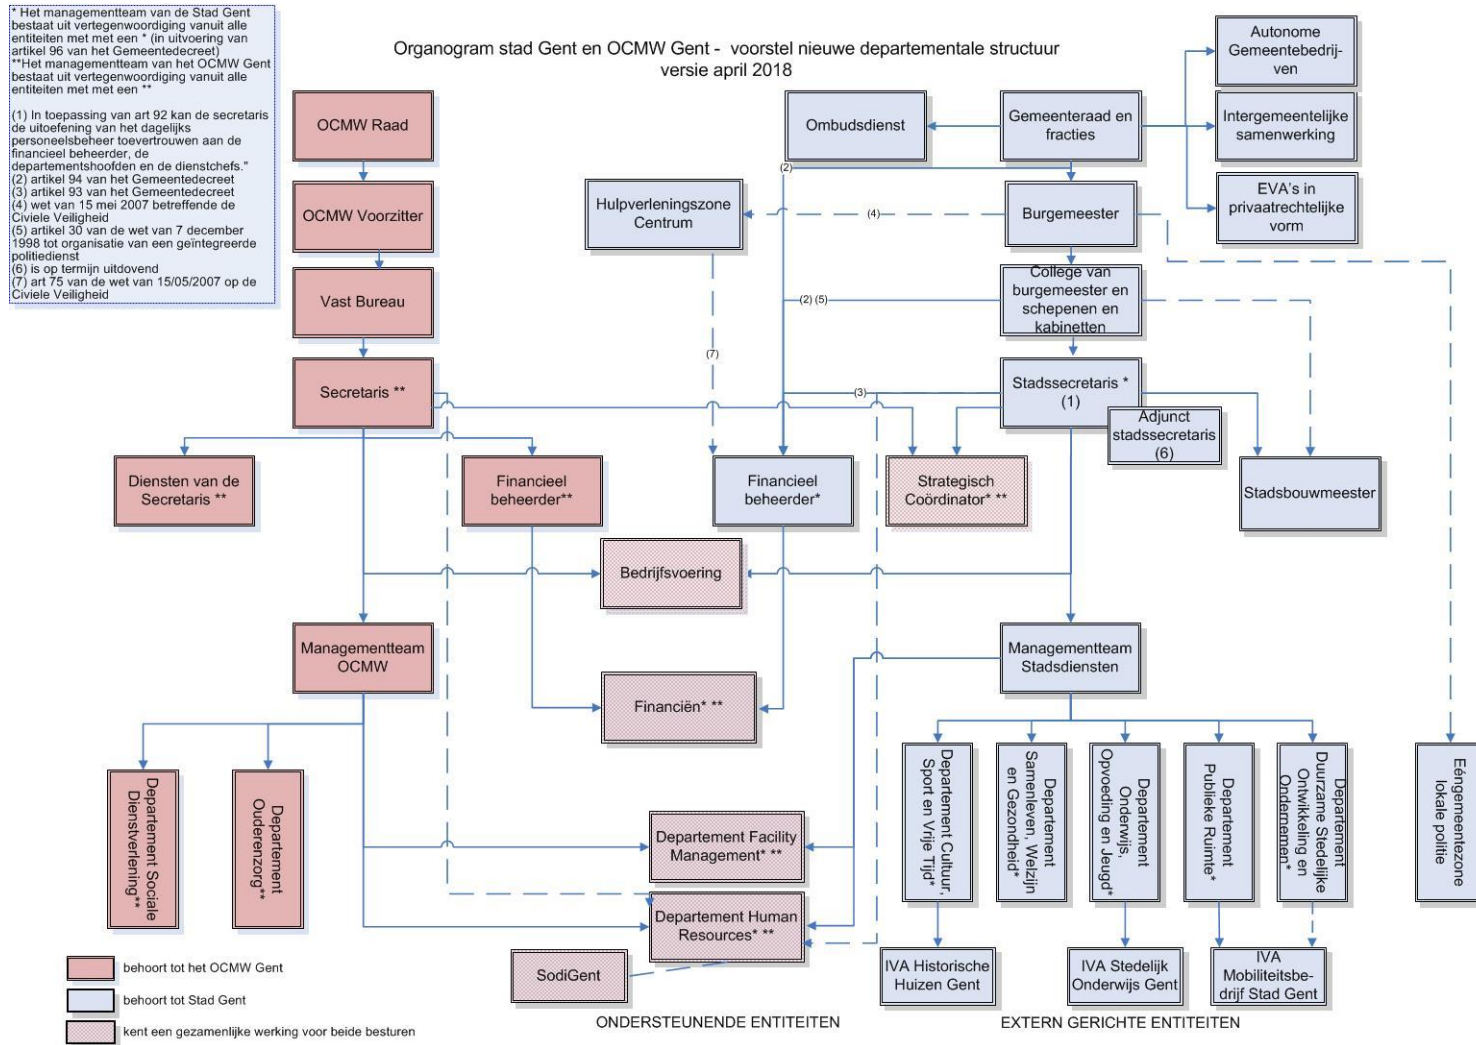 * Het managementteam van de Stad Gent
bestaat uit vertegenwoordiging vanuit alle
entiteiten met met een * (in uitvoering van
artikel 96 van het Gemeentedecreet)
**Het managementteam van het OCMW Gent
bestaat uit vertegenwoordiging vanuit alle
entiteiten met met een **
(1) In toepassing van art 92 kan de secretaris
de uitoefening van het dagelijks
personeelsbeheer toevertrouwen aan de
financieel beheerder, de
departementshoofden en de dienstchefs."
(2) artikel 94 van het Gemeentedecreet
(3) artikel 93 van het Gemeentedecreet
(4) wet van 15 mei 2007 betreffende de
Civiele Veiligheid
(5) artikel 30 van de wet van 7 december
1998 tot organisatie van een geïntegreerde
politiedienst
(6) is op termijn uitdovend
(7) art 75 van de wet van 15/05/2007 op de
Civiele Veiligheid
Organogram stad Gent en OCMW Gent - voorstel nieuwe departementale structuur
versie april 2018
OCMW Raad
Ombudsdienst
Gemeenteraad en
fracties
Autonome
Gemeentebedrij-
ven
Intergemeentelijke
samenwerking
EVA's in
privaatrechtelijke
vorm
(2)
OCMW Voorzitter
Hulpverleningszone
Centrum
(4)
Burgemeester
Vast Bureau
(2) (5)
College van
burgemeester en
schepenen en
kabinetten
(7)
Secretaris **
(3)
Stadssecretaris *
(1)
Adjunct
stadssecretaris
(6)
Diensten van de
Secretaris **
Financieel
beheerder**
Financieel
beheerder*
Strategisch
Coördinator* **
Stadsbouwmeester
Bedrijfsvoering
Managementteam
OCMW
Managementteam
Stadsdiensten
Financiën* **
Departement Sociale
Dienstverlening**
Departement
Ouderenzorg**
Departement Cultuur,
Sport en Vrije Tijd*
Departement
Samenleven, Welzijn
en Gezondheid*
Departement
Onderwijs,
Opvoeding en Jeugd*
Departement
Publieke Ruimte*
Departement
Duurzame Stedelijke
Ontwikkeling en
Ondernemen*
Eéngemeentezone
lokale politie
Departement Facility
Management* **
Departement Human
Resources* **
SodiGent
IVA Historische
Huizen Gent
IVA Stedelijk
Onderwijs Gent
IVA
Mobiliteitsbe-
drijf Stad Gent
behoort tot het OCMW Gent
behoort tot Stad Gent
kent een gezamenlijke werking voor beide besturen
ONDERSTEUNENDE ENTITEITEN
EXTERN GERICHTE ENTITEITEN